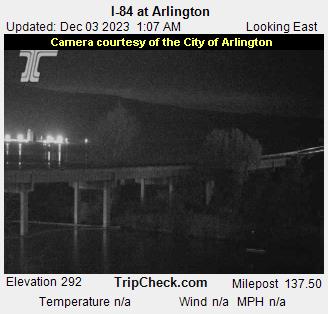 I-84 at Arlington
Updated: Dec 03 2023 1:07 AM Looking East
Camera courtesy of the City of Arlington
Elevation 292 TripCheck.com Milepost 137.50
Temperature n/a Wind n/a MPH n/a